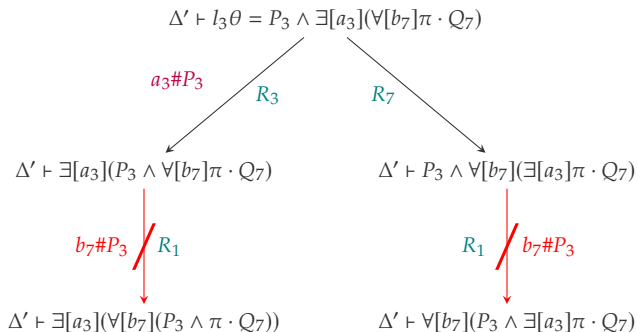 Δ′ ⊢ l₃θ = P₃ ∧ ∃[a₃](∀[b₇]π · Q₇)
a₃#P₃ R₃ R₇
Δ′ ⊢ ∃[a₃](P₃ ∧ ∀[b₇]π · Q₇) Δ′ ⊢ P₃ ∧ ∀[b₇](∃[a₃]π · Q₇)
b₇#P₃ R₁ R₁ b₇#P₃
Δ′ ⊢ ∃[a₃](∀[b₇](P₃ ∧ π · Q₇)) Δ′ ⊢ ∀[b₇](P₃ ∧ ∃[a₃]π · Q₇)